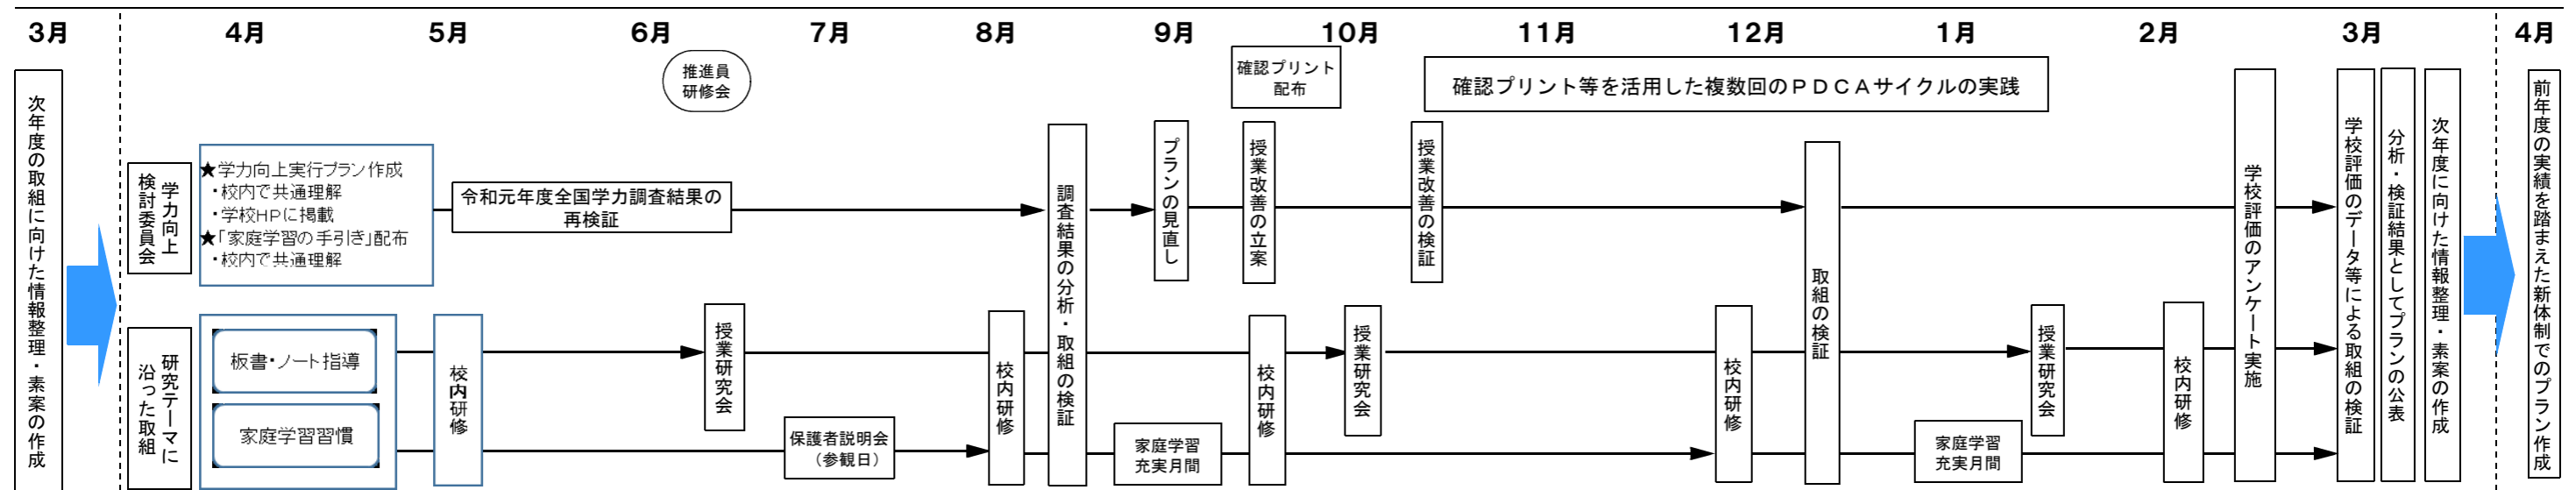 3月
4月
5月
6月
7月
8月
9月
10月
11月
12月
1月
2月
3月
4月
次年度の取組に向けた情報整理・素案の作成
推進員
研修会
確認プリント
配布
確認プリント等を活用した複数回のPDCAサイクルの実践
学力向上
検討委員会
★学力向上実行プラン作成
・校内で共通理解
・学校HPに掲載
★「家庭学習の手引き」配布
・校内で共通理解
令和元年度全国学力調査結果の
再検証
調査結果の分析・取組の検証
プランの見直し
授業改善の立案
授業改善の検証
取組の検証
学校評価のアンケート実施
学校評価のデータ等による取組の検証
分析・検証結果としてプランの公表
次年度に向けた情報整理・素案の作成
前年度の実績を踏まえた新体制でのプラン作成
研究テーマに
沿った取組
板書・ノート指導
家庭学習習慣
校内研修
授業研究会
保護者説明会
(参観日)
校内研修
家庭学習
充実月間
校内研修
授業研究会
校内研修
家庭学習
充実月間
授業研究会
校内研修